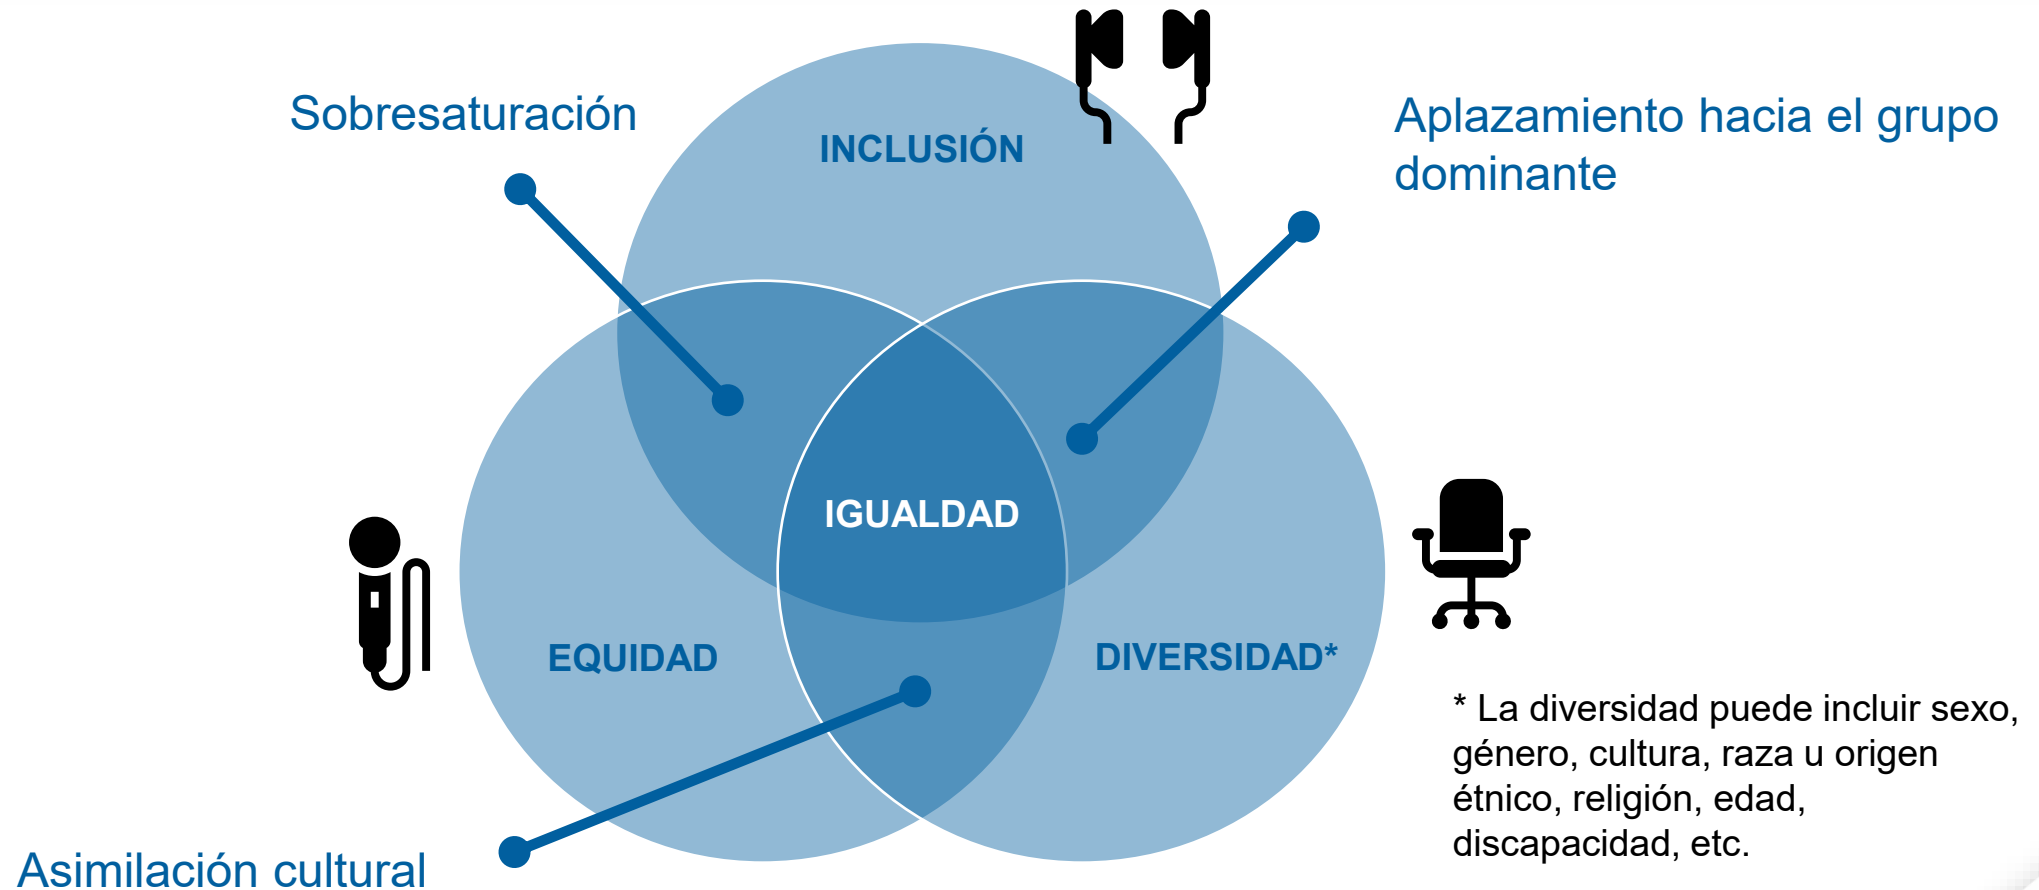 Sobresaturación
INCLUSIÓN
Aplazamiento hacia el grupo
dominante
IGUALDAD
EQUIDAD
DIVERSIDAD*
* La diversidad puede incluir sexo,
género, cultura, raza u origen
étnico, religión, edad,
discapacidad, etc.
Asimilación cultural